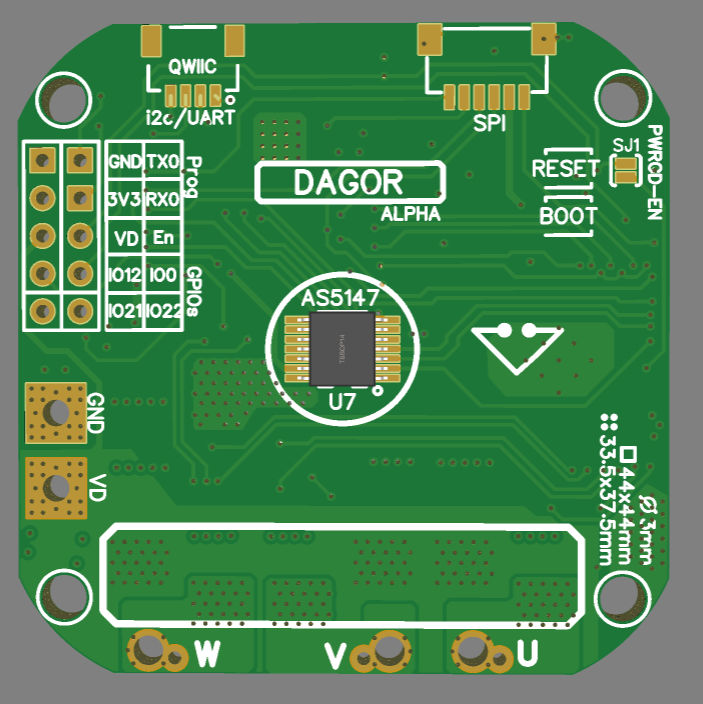 QWIIC
i2c/UART
SPI
SJ1
PWRCD-EN
RESET
BOOT
GND TX0
3V3 RX0
VD En
IO12 IO0
IO21 IO22
Prog
GPIOs
DAGOR
ALPHA
AS5147
U7
GND
VD
33.5x37.5mm
44x44mm
Ø.3mm
W
V
U